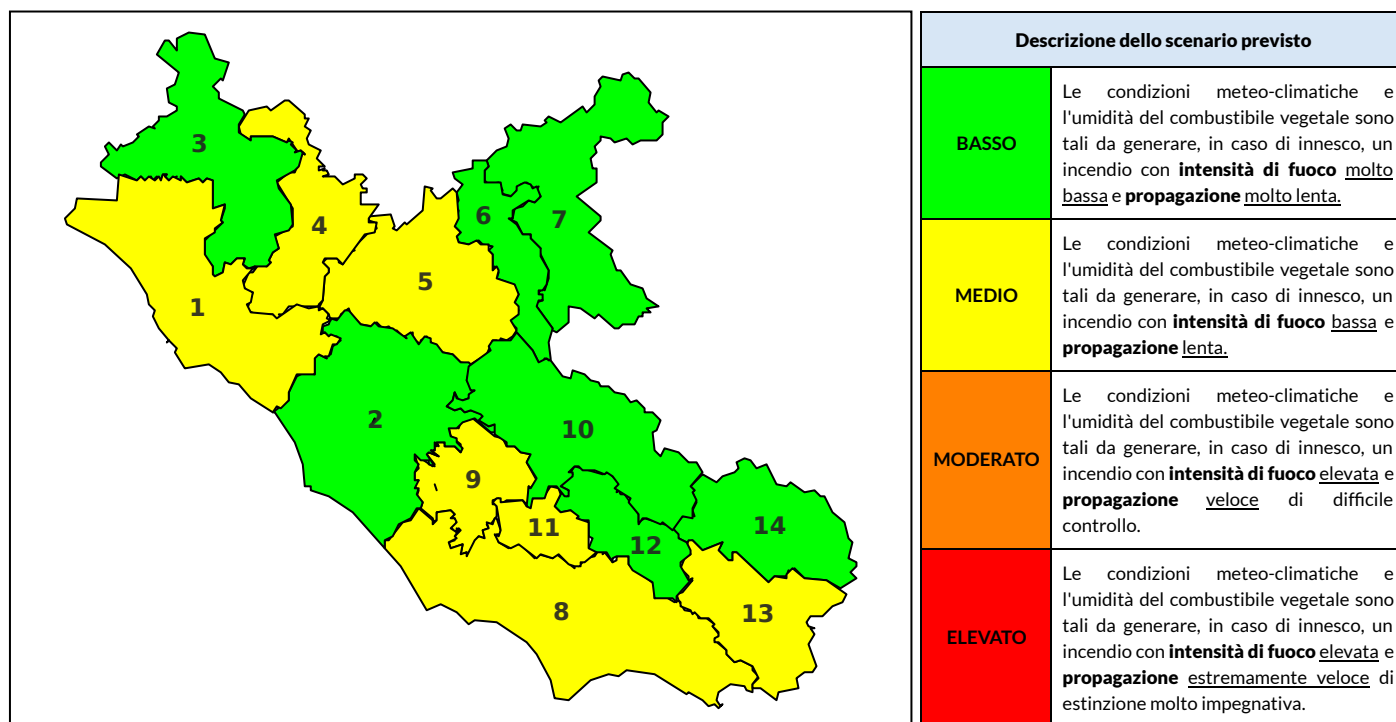 3
4
6
7
5
1
2
10
9
11
12
14
8
13
Descrizione dello scenario previsto
BASSO
Le condizioni meteo-climatiche e
l'umidità del combustibile vegetale sono
tali da generare, in caso di innesco, un
incendio con intensità di fuoco molto
bassa e propagazione molto lenta.
MEDIO
Le condizioni meteo-climatiche e
l'umidità del combustibile vegetale sono
tali da generare, in caso di innesco, un
incendio con intensità di fuoco bassa e
propagazione lenta.
MODERATO
Le condizioni meteo-climatiche e
l'umidità del combustibile vegetale sono
tali da generare, in caso di innesco, un
incendio con intensità di fuoco elevata e
propagazione veloce di difficile
controllo.
ELEVATO
Le condizioni meteo-climatiche e
l'umidità del combustibile vegetale sono
tali da generare, in caso di innesco, un
incendio con intensità di fuoco elevata e
propagazione estremamente veloce di
estinzione molto impegnativa.